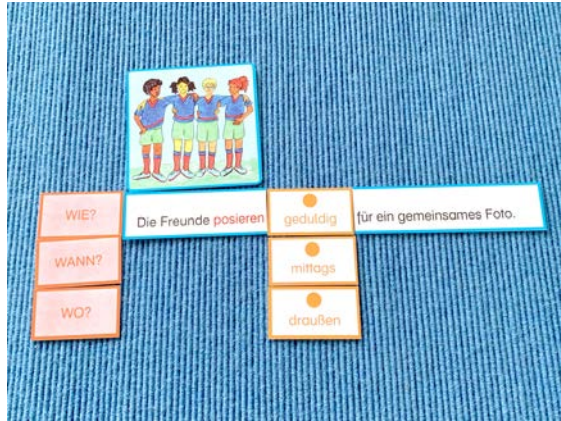 WIE? Die Freunde posieren geduldig für ein gemeinsames Foto.
WANN? mittags
WO? draußen